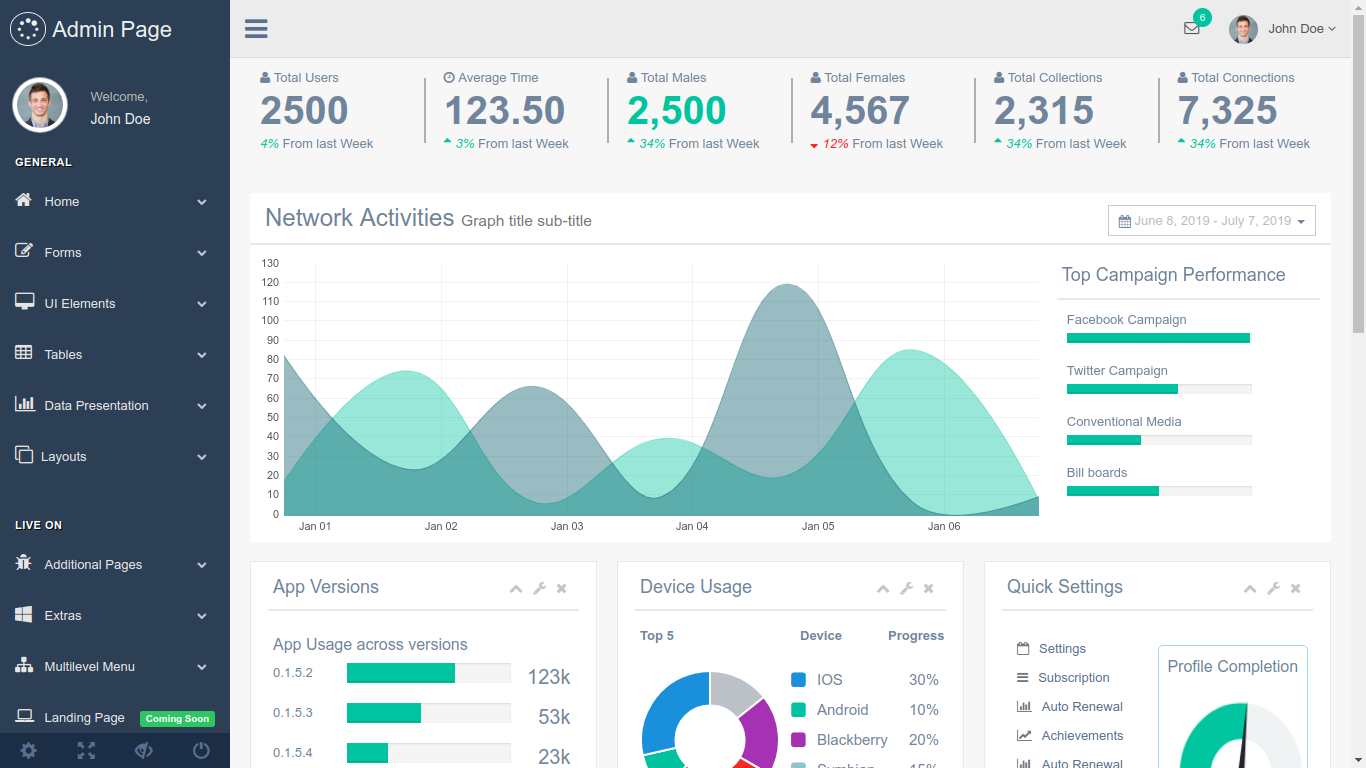 Admin Page
Welcome,
John Doe
GENERAL
Home
Forms
UI Elements
Tables
Data Presentation
Layouts
LIVE ON
Additional Pages
Extras
Multilevel Menu
Landing Page Coming Soon
6
John Doe
Total Users
2500
4% From last Week
Average Time
123.50
3% From last Week
Total Males
2,500
34% From last Week
Total Females
4,567
12% From last Week
Total Collections
2,315
34% From last Week
Total Connections
7,325
34% From last Week
Network Activities Graph title sub-title
June 8, 2019 - July 7, 2019
130
120
110
100
90
80
70
60
50
40
30
20
10
0
Jan 01 Jan 02 Jan 03 Jan 04 Jan 05 Jan 06
Top Campaign Performance
Facebook Campaign
Twitter Campaign
Conventional Media
Bill boards
App Versions
App Usage across versions
0.1.5.2 123k
0.1.5.3 53k
0.1.5.4 23k
Device Usage
Top 5 Device Progress
IOS 30%
Android 10%
Blackberry 20%
Symbian 15%
Quick Settings
Settings
Subscription
Auto Renewal
Achievements
Auto Renewal
Profile Completion